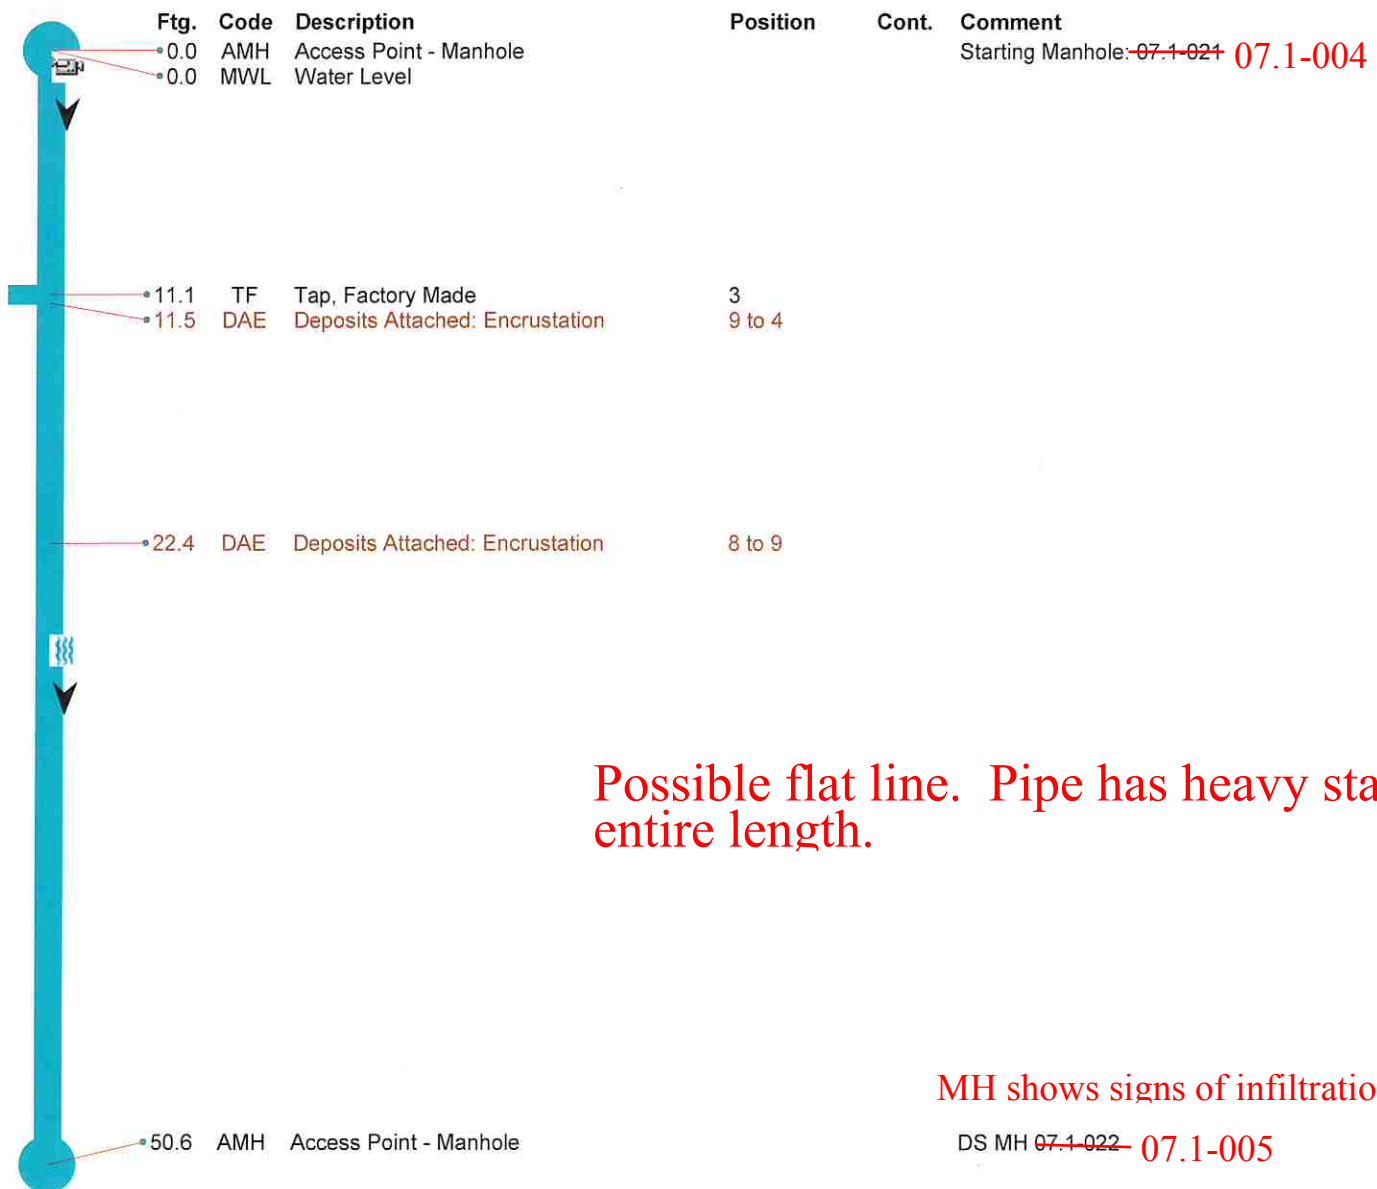 Ftg. Code Description Position Cont. Comment
0.0 AMH Access Point - Manhole Starting Manhole: 07.1-021 07.1-004
0.0 MWL Water Level
11.1 TF Tap, Factory Made 3
11.5 DAE Deposits Attached: Encrustation 9 to 4
22.4 DAE Deposits Attached: Encrustation 8 to 9
Possible flat line. Pipe has heavy sta
entire length.
MH shows signs of infiltratio
50.6 AMH Access Point - Manhole DS MH 07.1-022 07.1-005